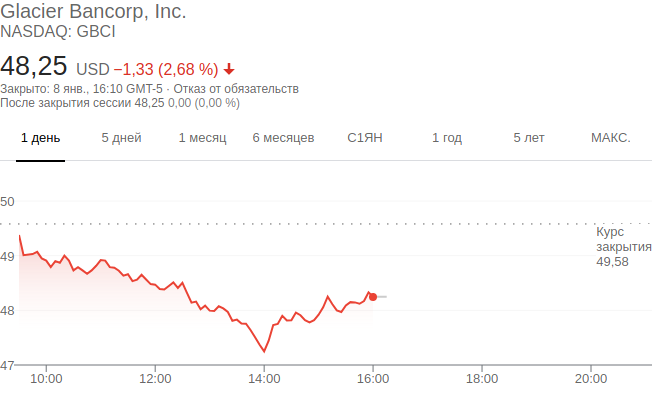 Glacier Bancorp, Inc.
NASDAQ: GBCI
48,25 USD −1,33 (2,68 %)
Закрыто: 8 янв., 16:10 GMT-5 · Отказ от обязательств
После закрытия сессии 48,25 0,00 (0,00 %)
1 день 5 дней 1 месяц 6 месяцев С1ЯН 1 год 5 лет МАКС.
50
Курс
закрытия
49,58
49
48
47
10:00 12:00 14:00 16:00 18:00 20:00